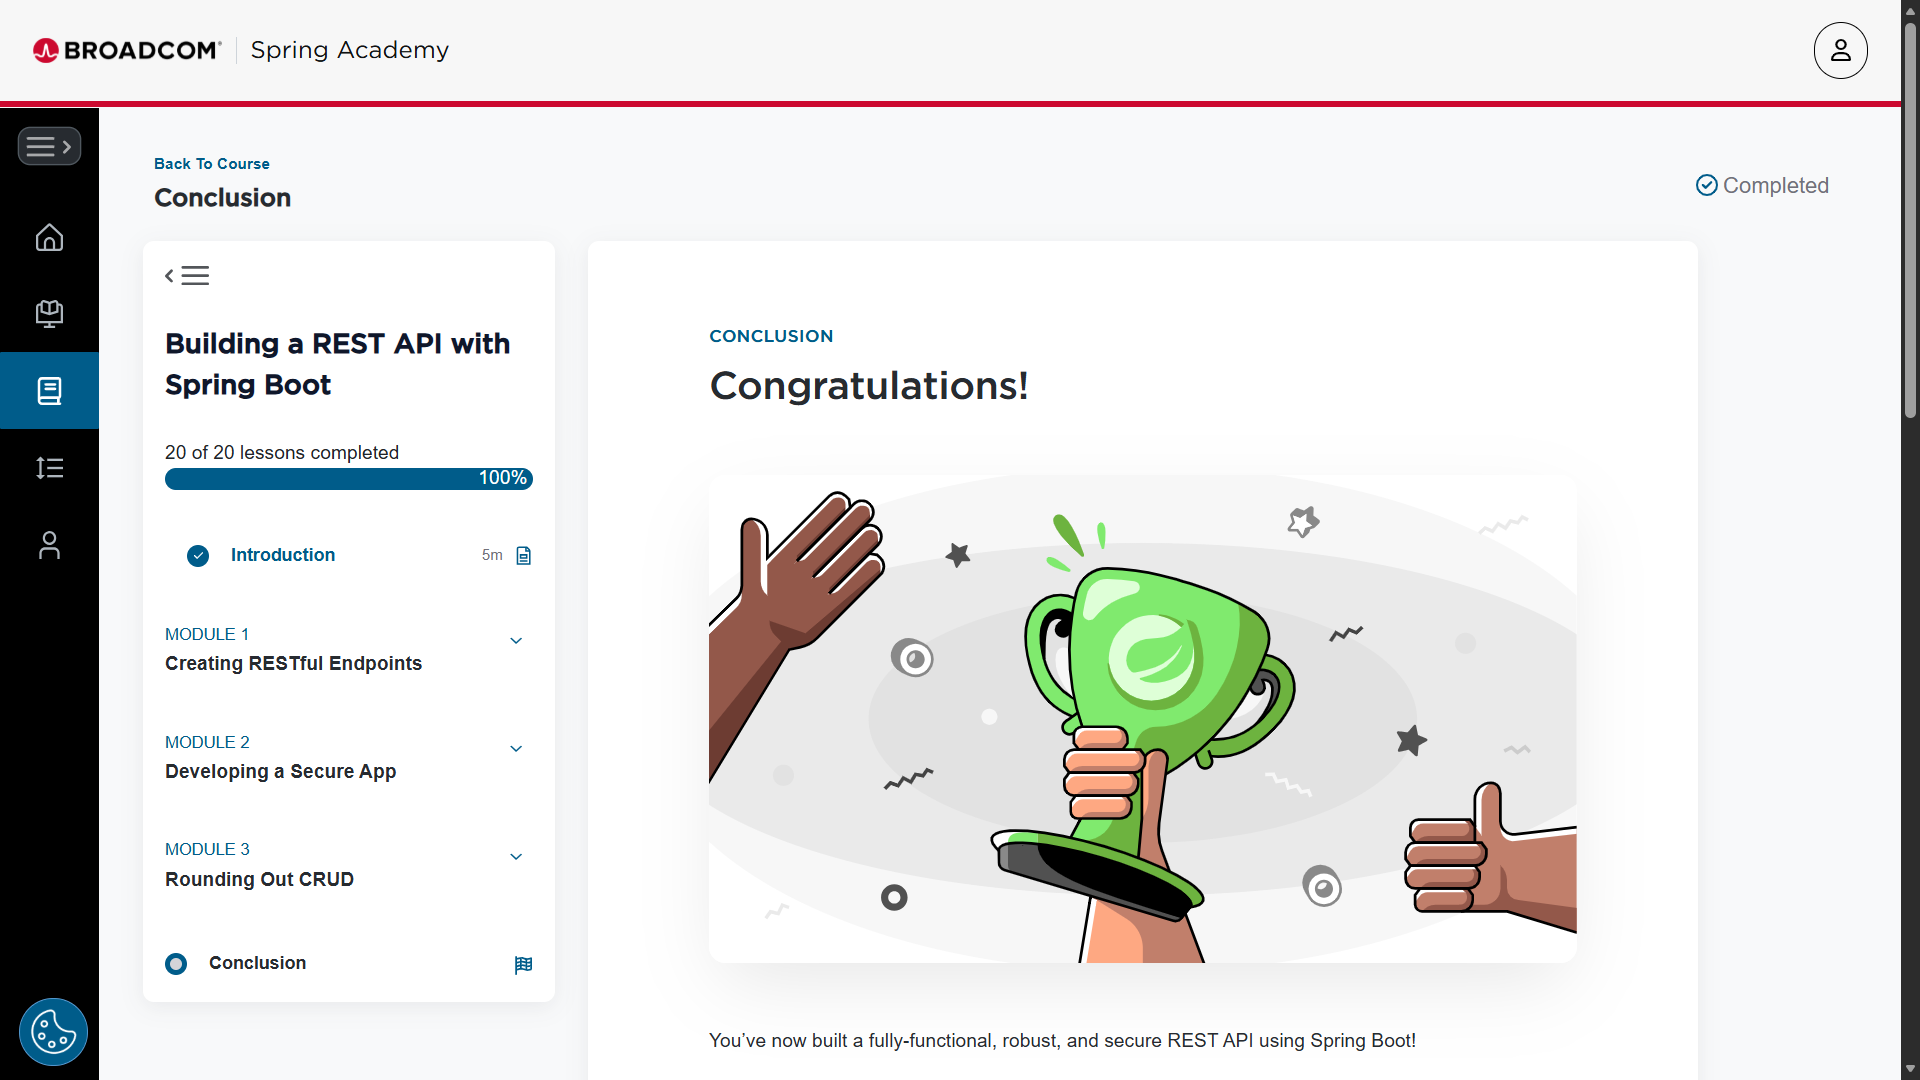 BROADCOM Spring Academy
Back To Course
Conclusion
Completed
Building a REST API with
Spring Boot
20 of 20 lessons completed
100%
Introduction 5m
MODULE 1
Creating RESTful Endpoints
MODULE 2
Developing a Secure App
MODULE 3
Rounding Out CRUD
Conclusion
CONCLUSION
Congratulations!
You’ve now built a fully-functional, robust, and secure REST API using Spring Boot!